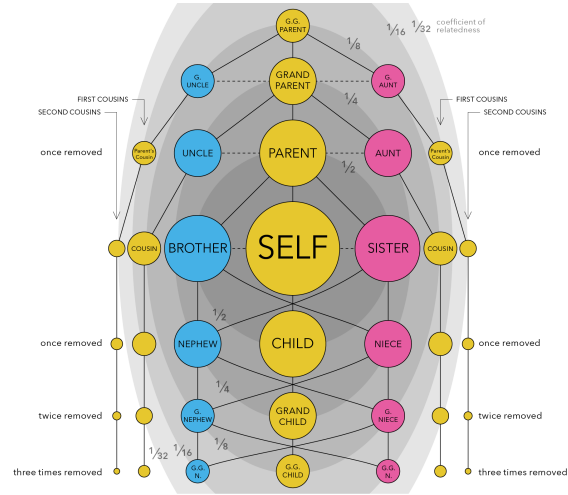 G.G.
PARENT
1/8
1/16
1/32
coefficient of
relatedness
G.
UNCLE
GRAND
PARENT
G.
AUNT
1/4
FIRST COUSINS
SECOND COUSINS
FIRST COUSINS
SECOND COUSINS
once removed
Parent's
Cousin
UNCLE
PARENT
AUNT
Parent's
Cousin
once removed
1/2
COUSIN
BROTHER
SELF
SISTER
COUSIN
1/2
once removed
NEPHEW
CHILD
NIECE
once removed
1/4
twice removed
G.
NEPHEW
GRAND
CHILD
G.
NIECE
twice removed
1/32
1/16
1/8
three times removed
G.G.
N.
G.G.
CHILD
G.G.
N.
three times removed